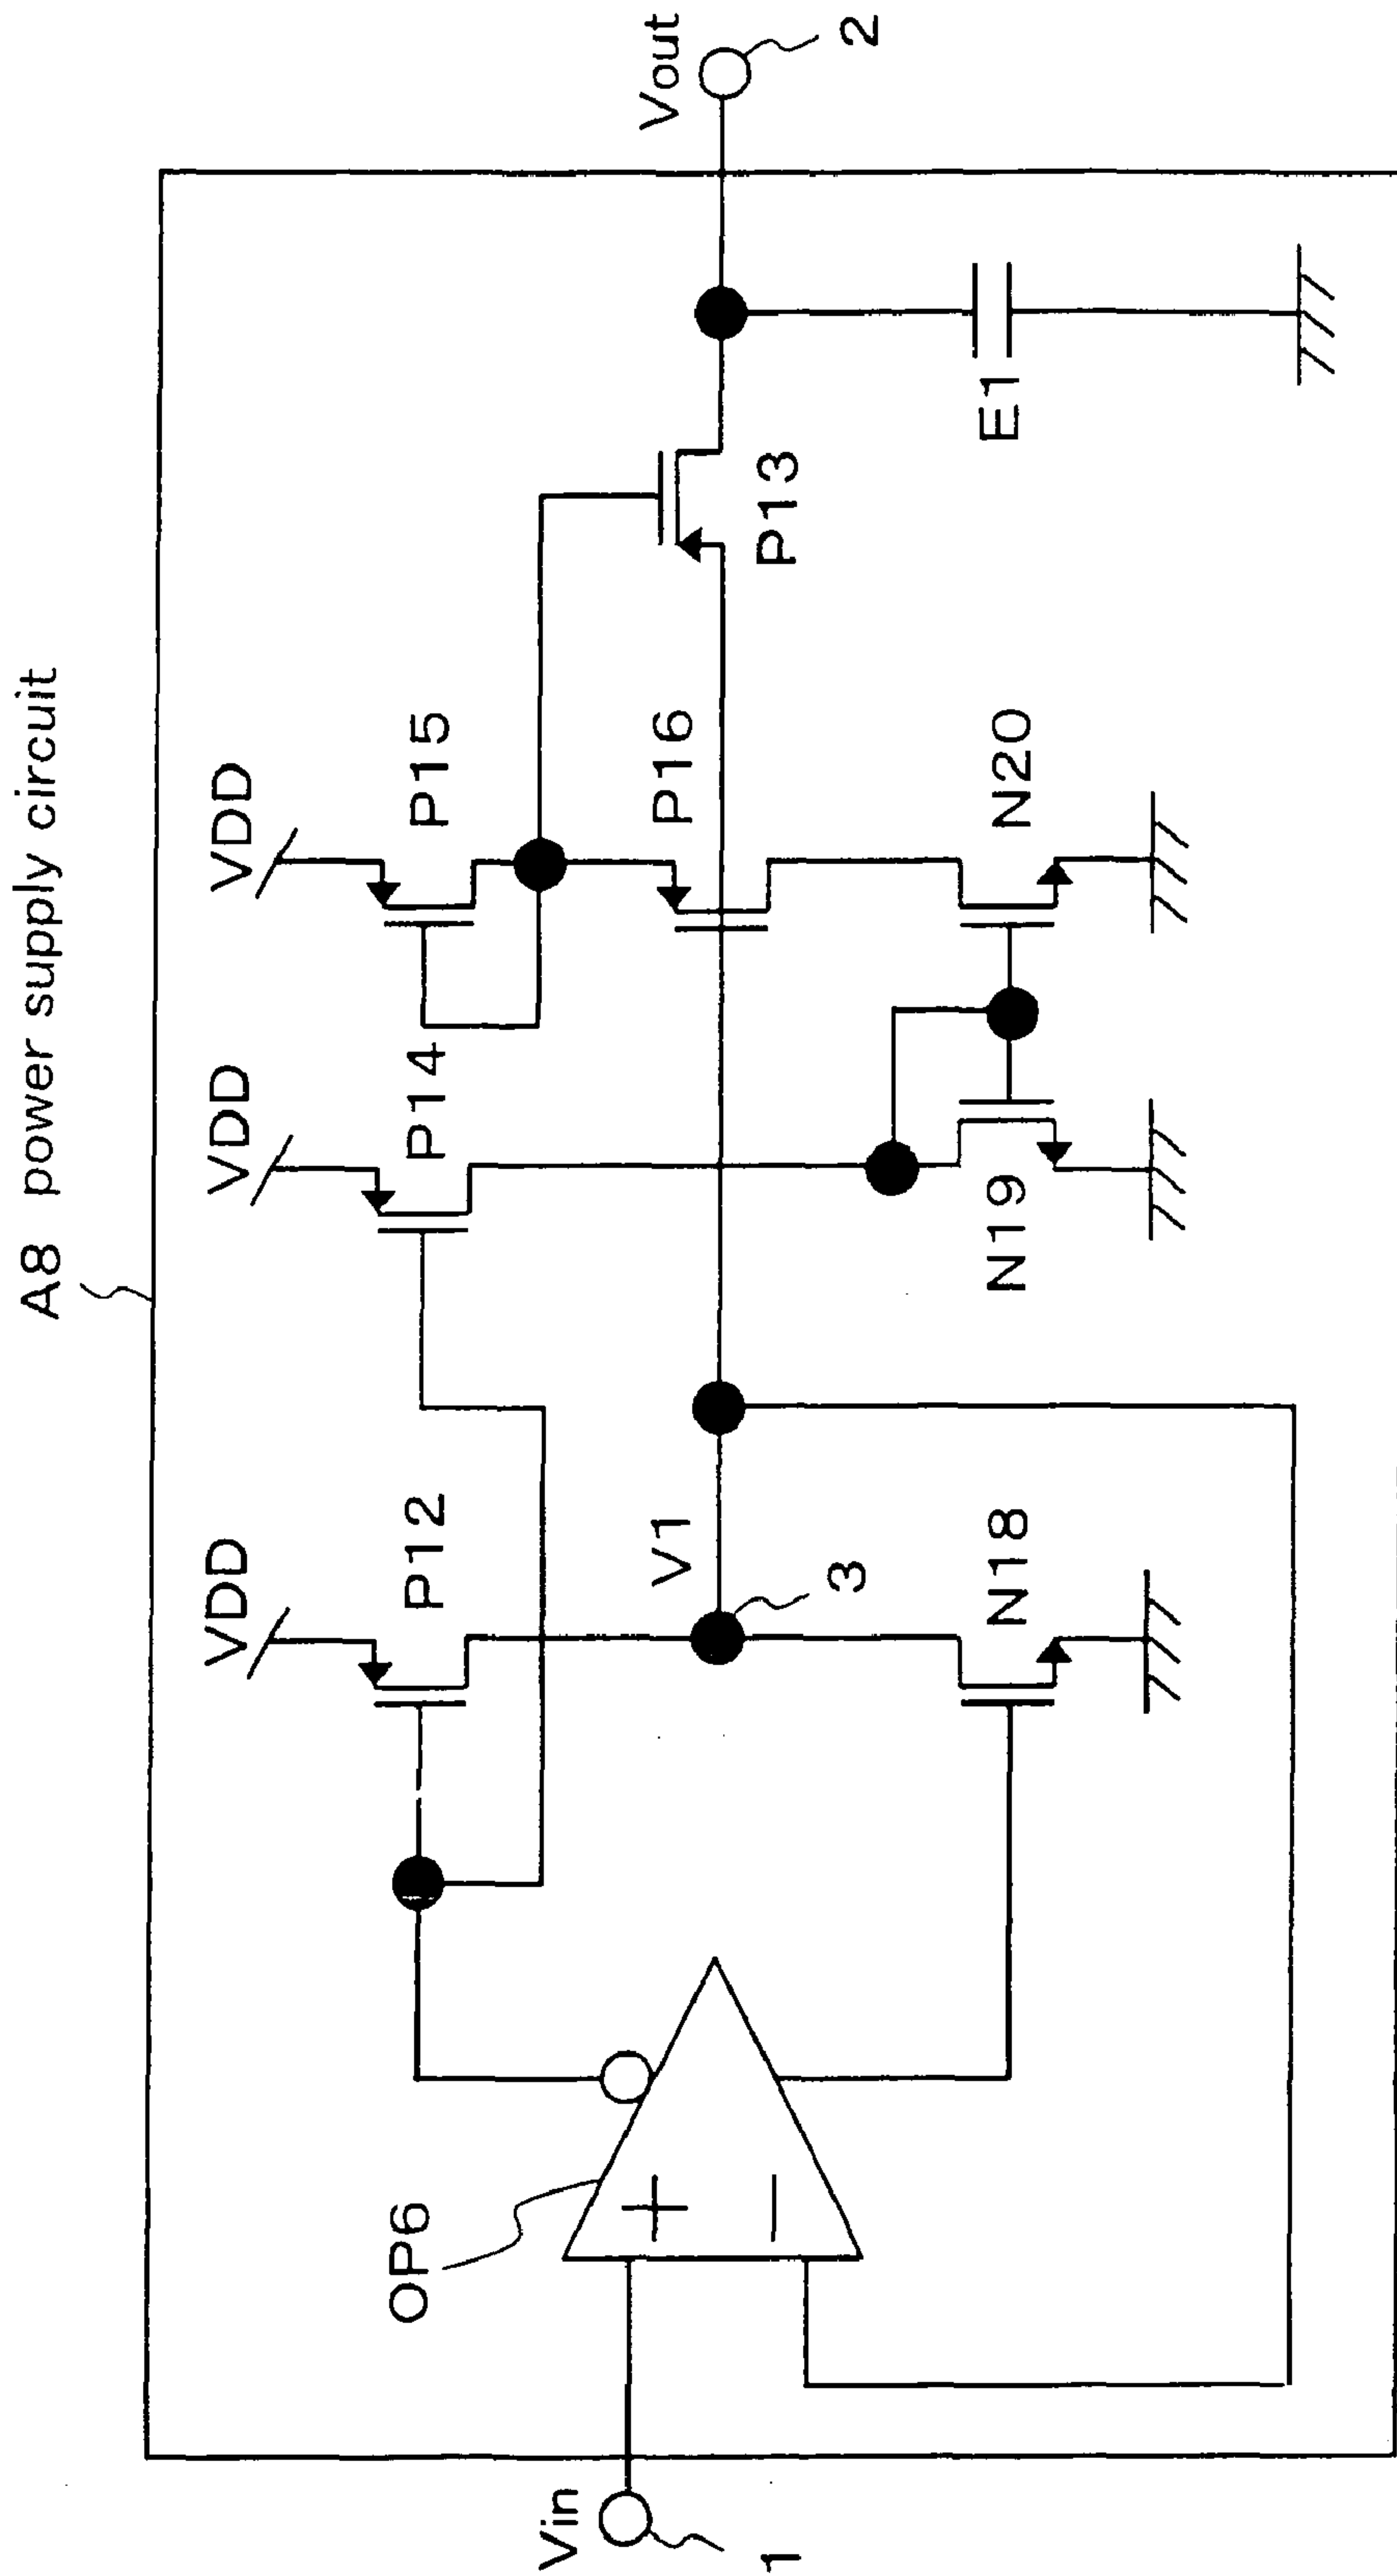 A8 power supply circuit
VDD
VDD
VDD
P12
P14
P15
OP6
Vin
1
+
−
V1
3
P16
P13
Vout
2
N18
N19
N20
E1